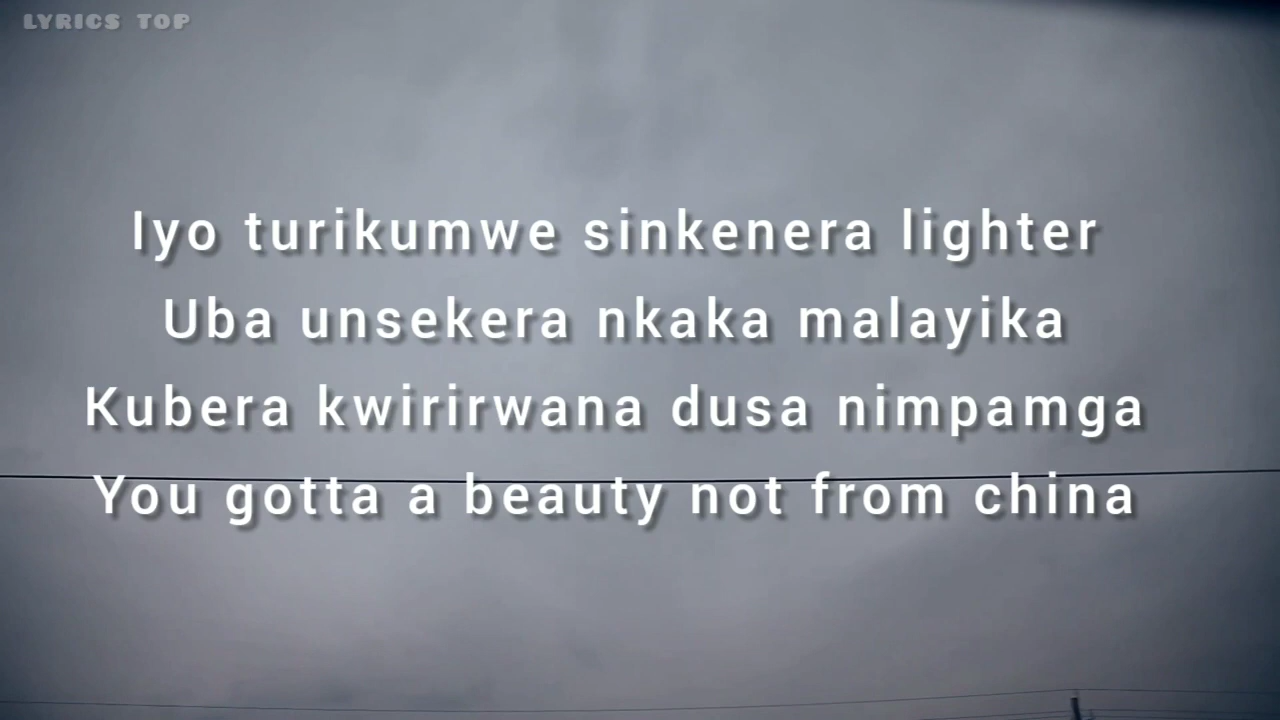 LYRICS TOP
Iyo turikumwe sinkenera lighter
Uba unsekera nkaka malayika
Kubera kwirirwana dusa nimpamga
You gotta a beauty not from china